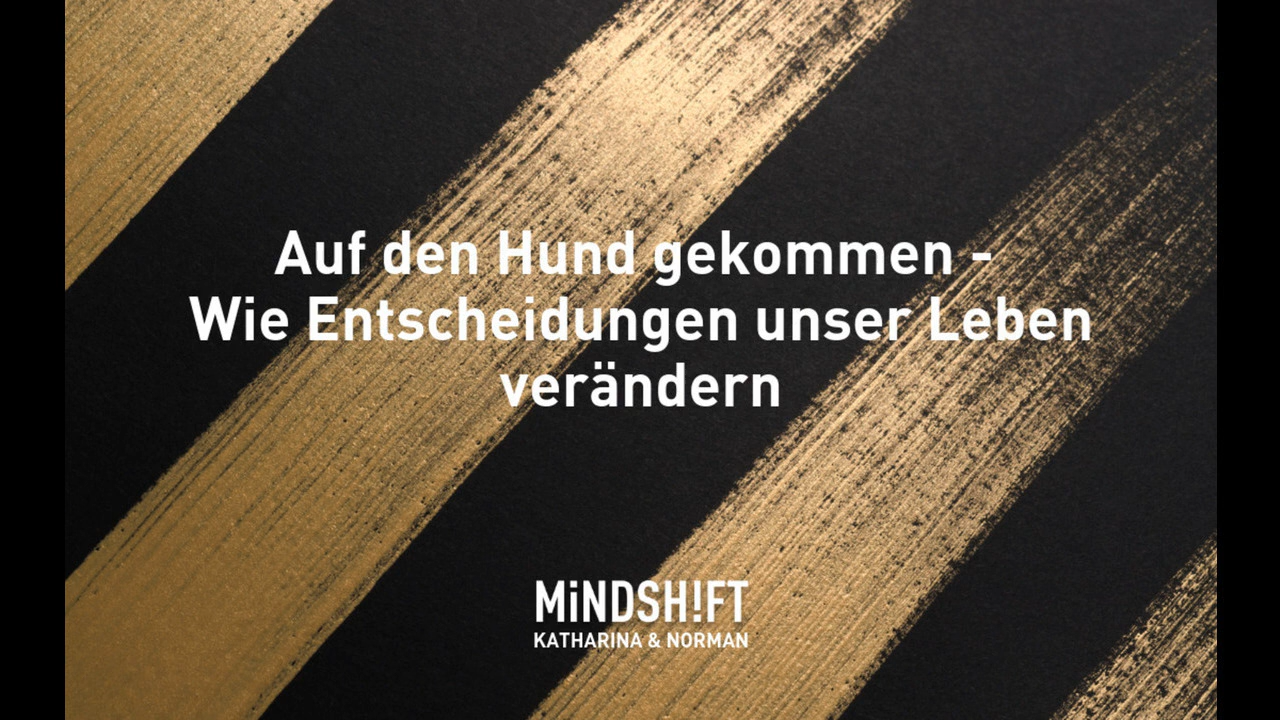 Auf den Hund gekommen -
Wie Entscheidungen unser Leben
verändern
MiNDSH!FT
KATHARINA & NORMAN